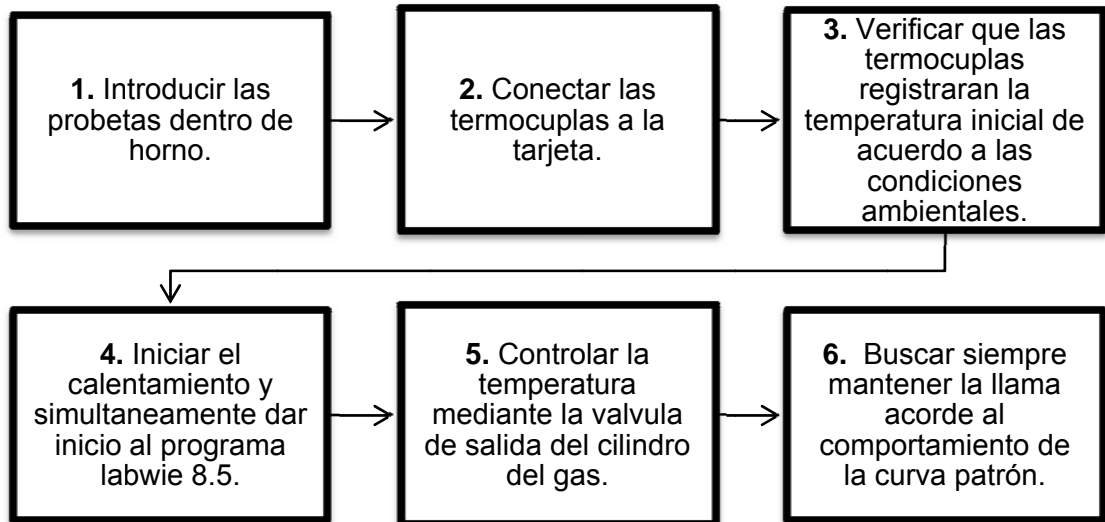 1. Introducir las
probetas dentro de
horno.
2. Conectar las
termocuplas a la
tarjeta.
3. Verificar que las
termocuplas
registraran la
temperatura inicial de
acuerdo a las
condiciones
ambientales.
4. Iniciar el
calentamiento y
simultaneamente dar
inicio al programa
labwie 8.5.
5. Controlar la
temperatura
mediante la valvula
de salida del cilindro
del gas.
6. Buscar siempre
mantener la llama
acorde al
comportamiento de
la curva patrón.